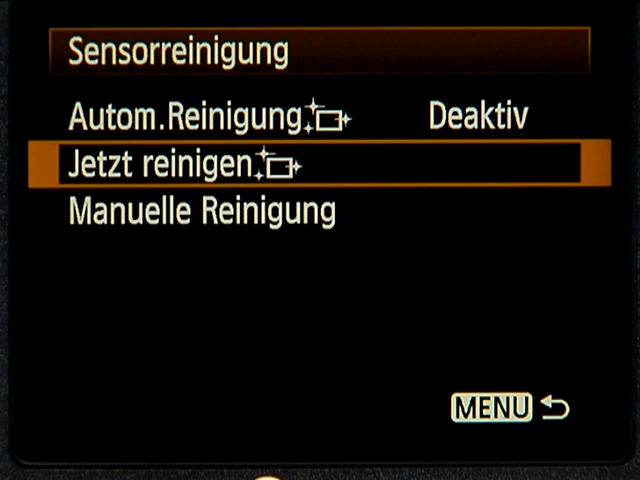 Sensorreinigung
Autom.Reinigung Deaktiv
Jetzt reinigen
Manuelle Reinigung
MENU